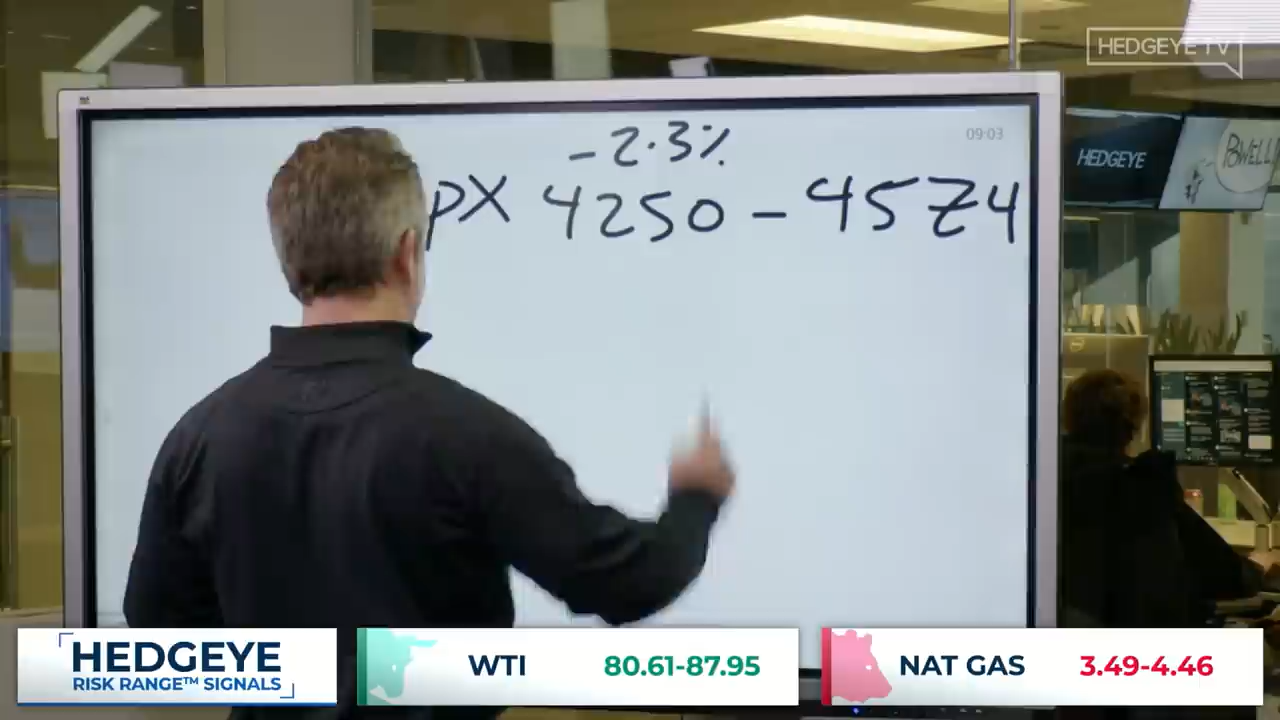 HEDGEYE TV
09:03
-2.3%
pX 4250 - 4524
HEDGEYE
POWELL
HEDGEYE
RISK RANGE™ SIGNALS
WTI 80.61-87.95
NAT GAS 3.49-4.46